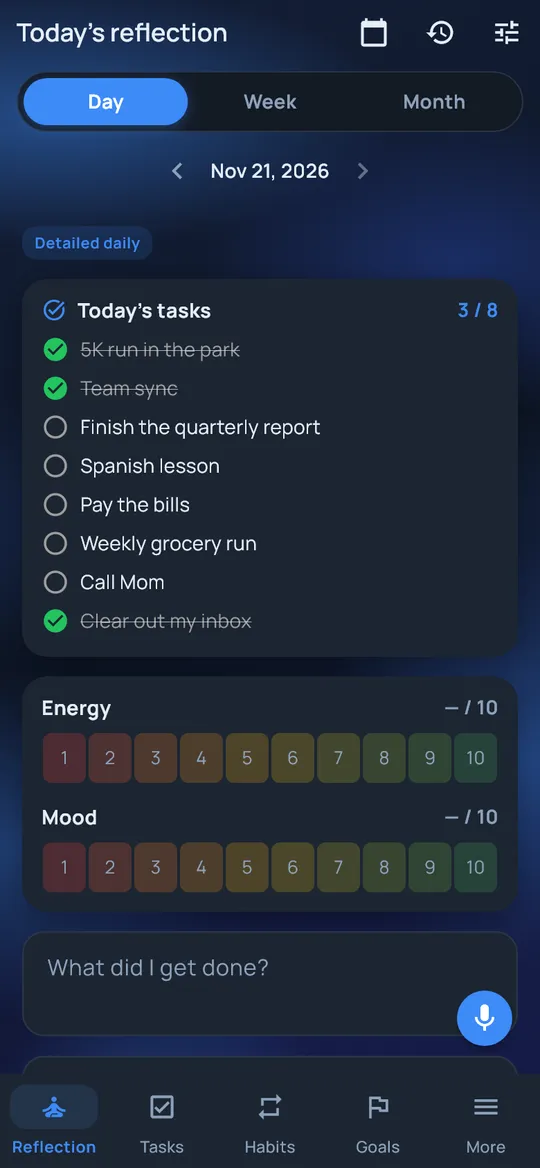 Today's reflection
Day Week Month
Nov 21, 2026
Detailed daily
Today's tasks 3 / 8
5K run in the park
Team sync
Finish the quarterly report
Spanish lesson
Pay the bills
Weekly grocery run
Call Mom
Clear out my inbox
Energy – / 10
1 2 3 4 5 6 7 8 9 10
Mood – / 10
1 2 3 4 5 6 7 8 9 10
What did I get done?
Reflection Tasks Habits Goals More